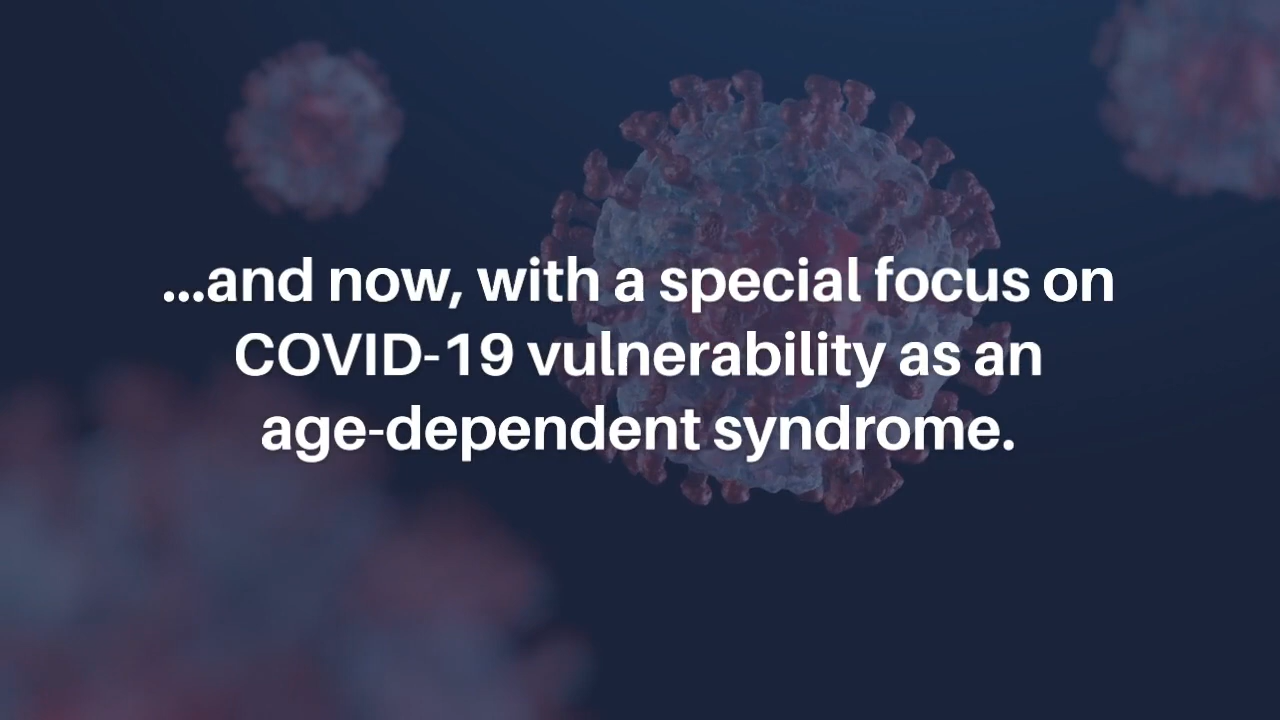 ...and now, with a special focus on
COVID-19 vulnerability as an
age-dependent syndrome.